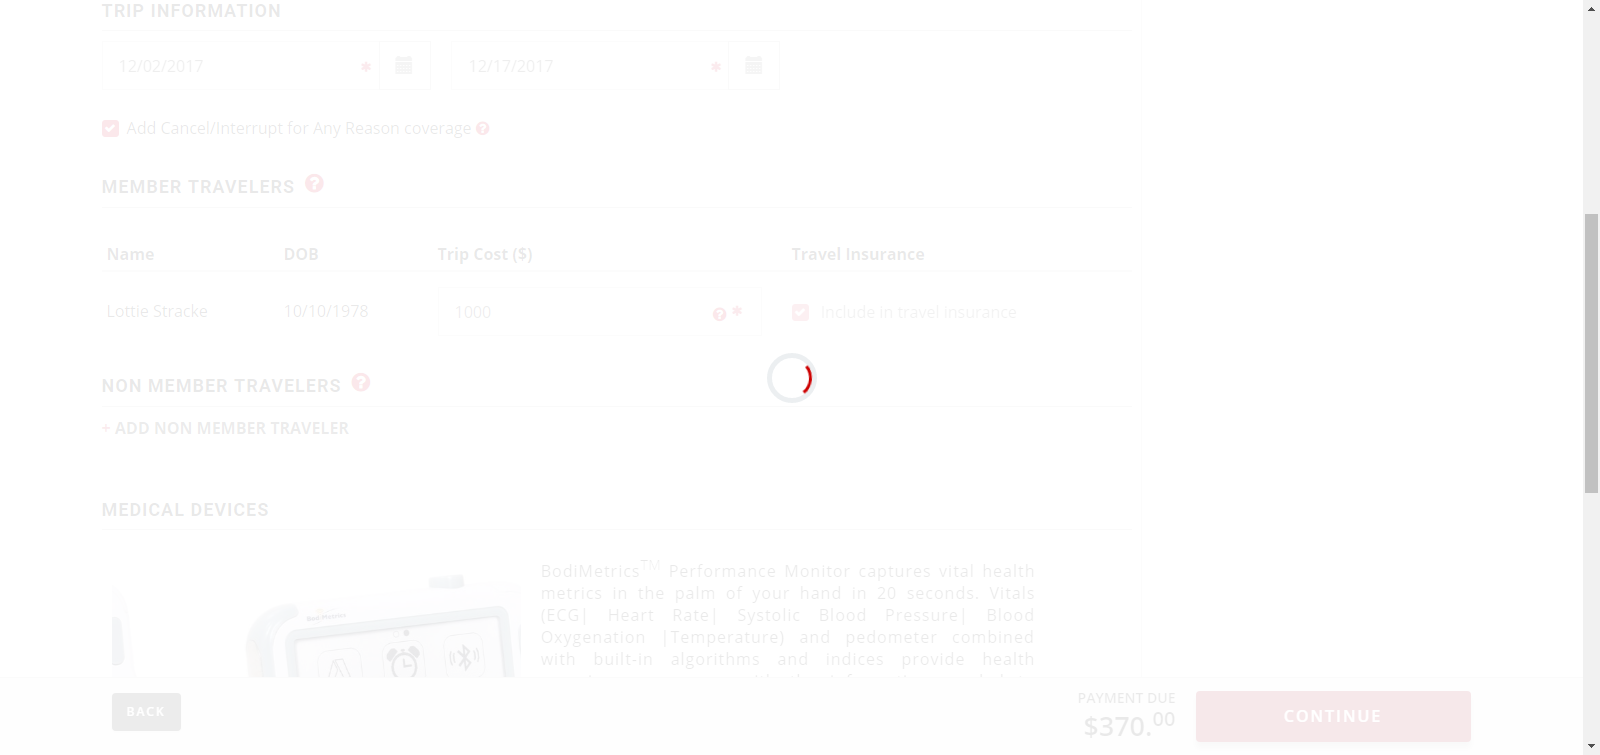 TRIP INFORMATION
12/02/2017 * 12/17/2017 *
Add Cancel/Interrupt for Any Reason coverage ?
MEMBER TRAVELERS ?
Name DOB Trip Cost ($) Travel Insurance
Lottie Stracke 10/10/1978 1000 ? * Include in travel insurance
NON MEMBER TRAVELERS ?
+ ADD NON MEMBER TRAVELER
MEDICAL DEVICES
BodiMetrics™ Performance Monitor captures vital health
metrics in the palm of your hand in 20 seconds. Vitals
(ECG| Heart Rate| Systolic Blood Pressure| Blood
Oxygenation |Temperature) and pedometer combined
with built-in algorithms and indices provide health
Bodi Metrics
BACK
PAYMENT DUE
$370.00
CONTINUE